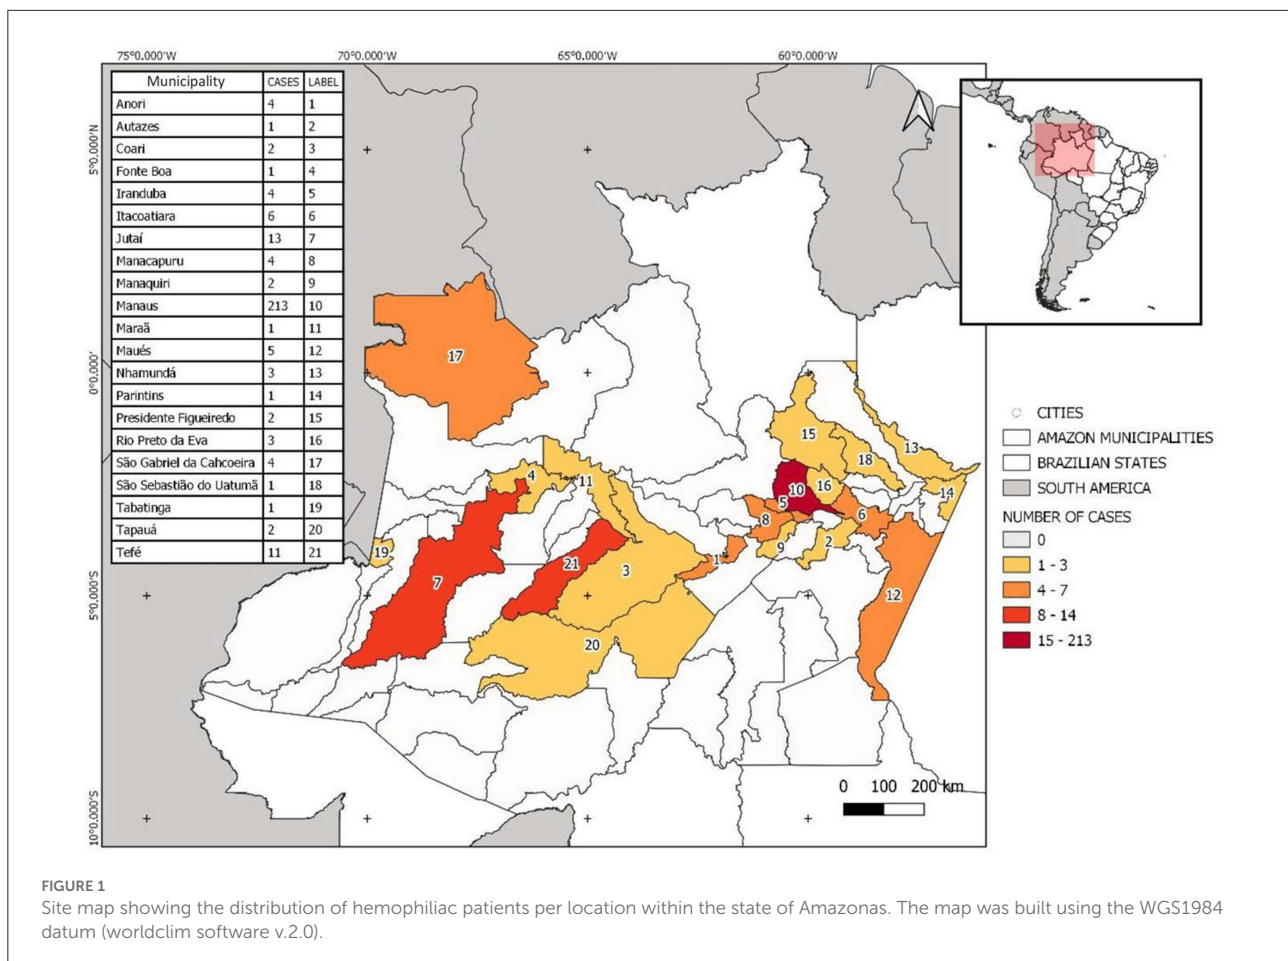 75°0.000'W 70°0.000'W 65°0.000'W 60°0.000'W
5°0.000'N
0°0.000'
5°0.000'S
10°0.000'S
Municipality CASES LABEL
Anori 4 1
Autazes 1 2
Coari 2 3
Fonte Boa 1 4
Iranduba 4 5
Itacoatiara 6 6
Jutaí 13 7
Manacapuru 4 8
Manaquiri 2 9
Manaus 213 10
Maraã 1 11
Maués 5 12
Nhamundá 3 13
Parintins 1 14
Presidente Figueiredo 2 15
Rio Preto da Eva 3 16
São Gabriel da Cahcoeira 4 17
São Sebastião do Uatumã 1 18
Tabatinga 1 19
Tapauá 2 20
Tefé 11 21
17
15
13
18
4
11
10
16
14
5
8
6
19
9
2
1
21
3
7
12
20
CITIES
AMAZON MUNICIPALITIES
BRAZILIAN STATES
SOUTH AMERICA
NUMBER OF CASES
0
1 - 3
4 - 7
8 - 14
15 - 213
0 100 200 km
FIGURE 1
Site map showing the distribution of hemophiliac patients per location within the state of Amazonas. The map was built using the WGS1984
datum (worldclim software v.2.0).